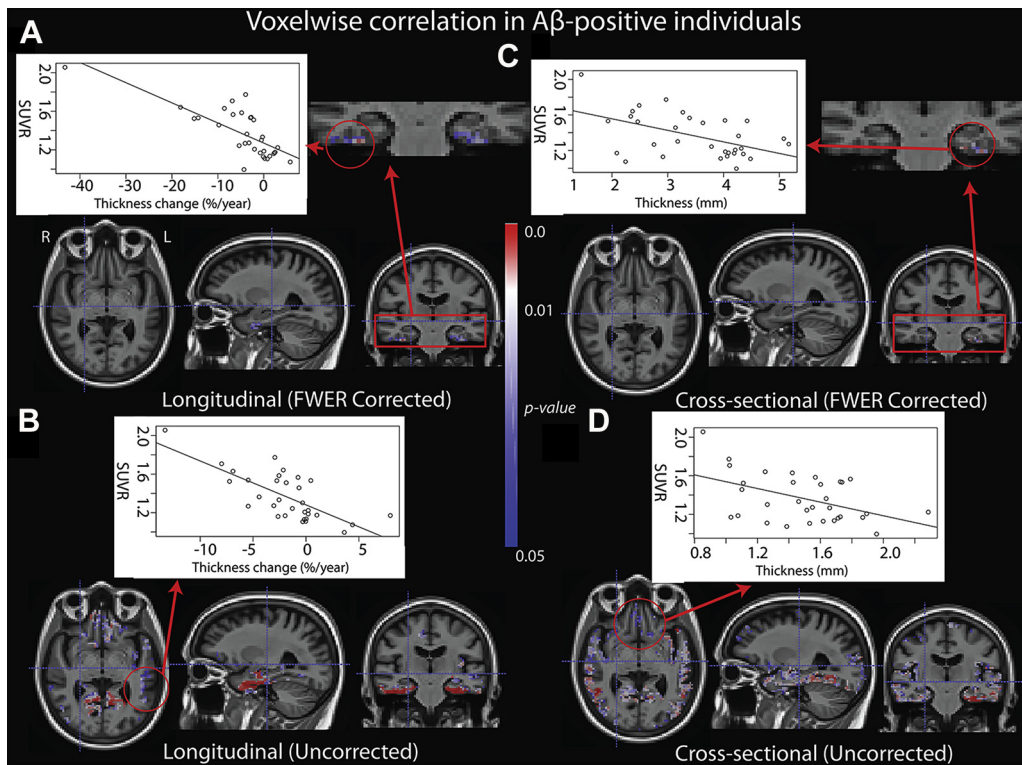 Voxelwise correlation in Aβ-positive individuals
A
SUVR
2.0
1.6
1.2
-40 -30 -20 -10 0
Thickness change (%/year)
C
SUVR
2.0
1.6
1.2
1 2 3 4 5
Thickness (mm)
R L
0.0
0.01
p-value
0.05
Longitudinal (FWER Corrected)
Cross-sectional (FWER Corrected)
B
SUVR
2.0
1.6
1.2
-10 -5 0 5
Thickness change (%/year)
D
SUVR
2.0
1.6
1.2
0.8 1.2 1.6 2.0
Thickness (mm)
Longitudinal (Uncorrected)
Cross-sectional (Uncorrected)